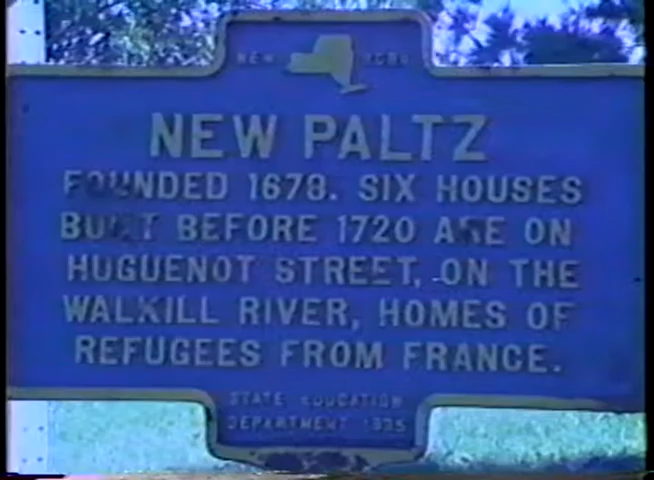 NEW YORK
NEW PALTZ
FOUNDED 1678. SIX HOUSES
BUILT BEFORE 1720 ARE ON
HUGUENOT STREET, ON THE
WALKILL RIVER, HOMES OF
REFUGEES FROM FRANCE.
STATE EDUCATION
DEPARTMENT 1935